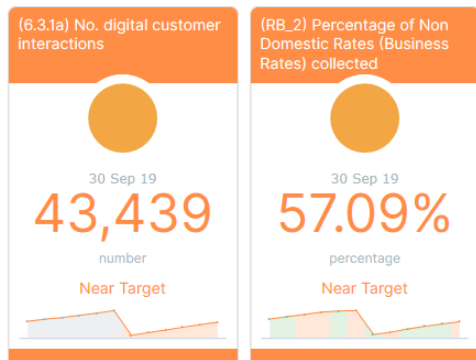 (6.3.1a) No. digital customer
interactions
30 Sep 19
43,439
number
Near Target
(RB_2) Percentage of Non
Domestic Rates (Business
Rates) collected
30 Sep 19
57.09%
percentage
Near Target